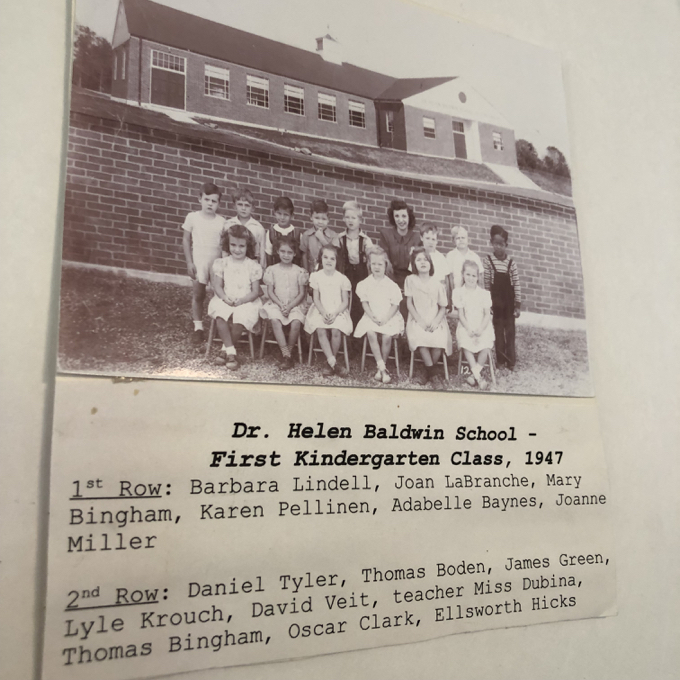 12
Dr. Helen Baldwin School -
First Kindergarten Class, 1947
1st Row: Barbara Lindell, Joan LaBranche, Mary
Bingham, Karen Pellinen, Adabelle Baynes, Joanne
Miller
2nd Row: Daniel Tyler, Thomas Boden, James Green,
Lyle Krouch, David Veit, teacher Miss Dubina,
Thomas Bingham, Oscar Clark, Ellsworth Hicks